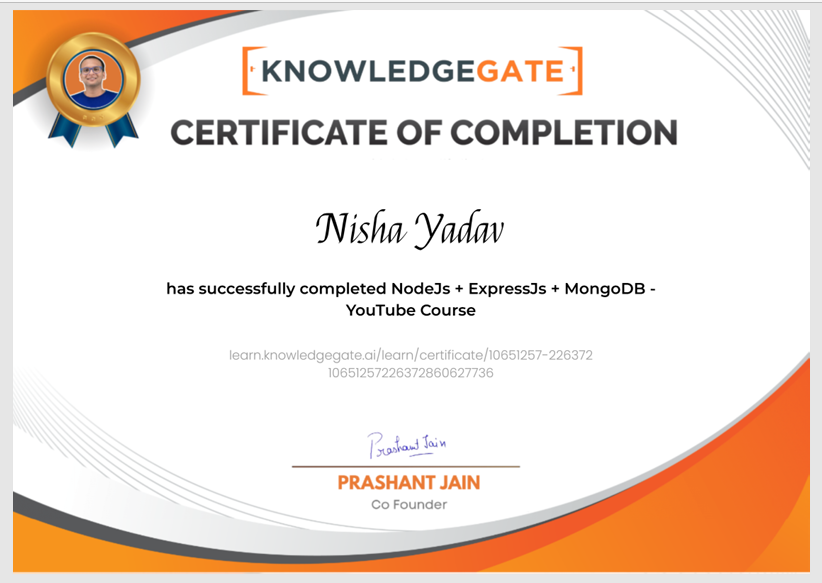 KNOWLEDGEGATE
CERTIFICATE OF COMPLETION
Nisha Yadav
has successfully completed NodeJs + ExpressJs + MongoDB -
YouTube Course
learn.knowledgegate.ai/learn/certificate/10651257-226372
10651257226372860627736
Prashant Jain
PRASHANT JAIN
Co Founder